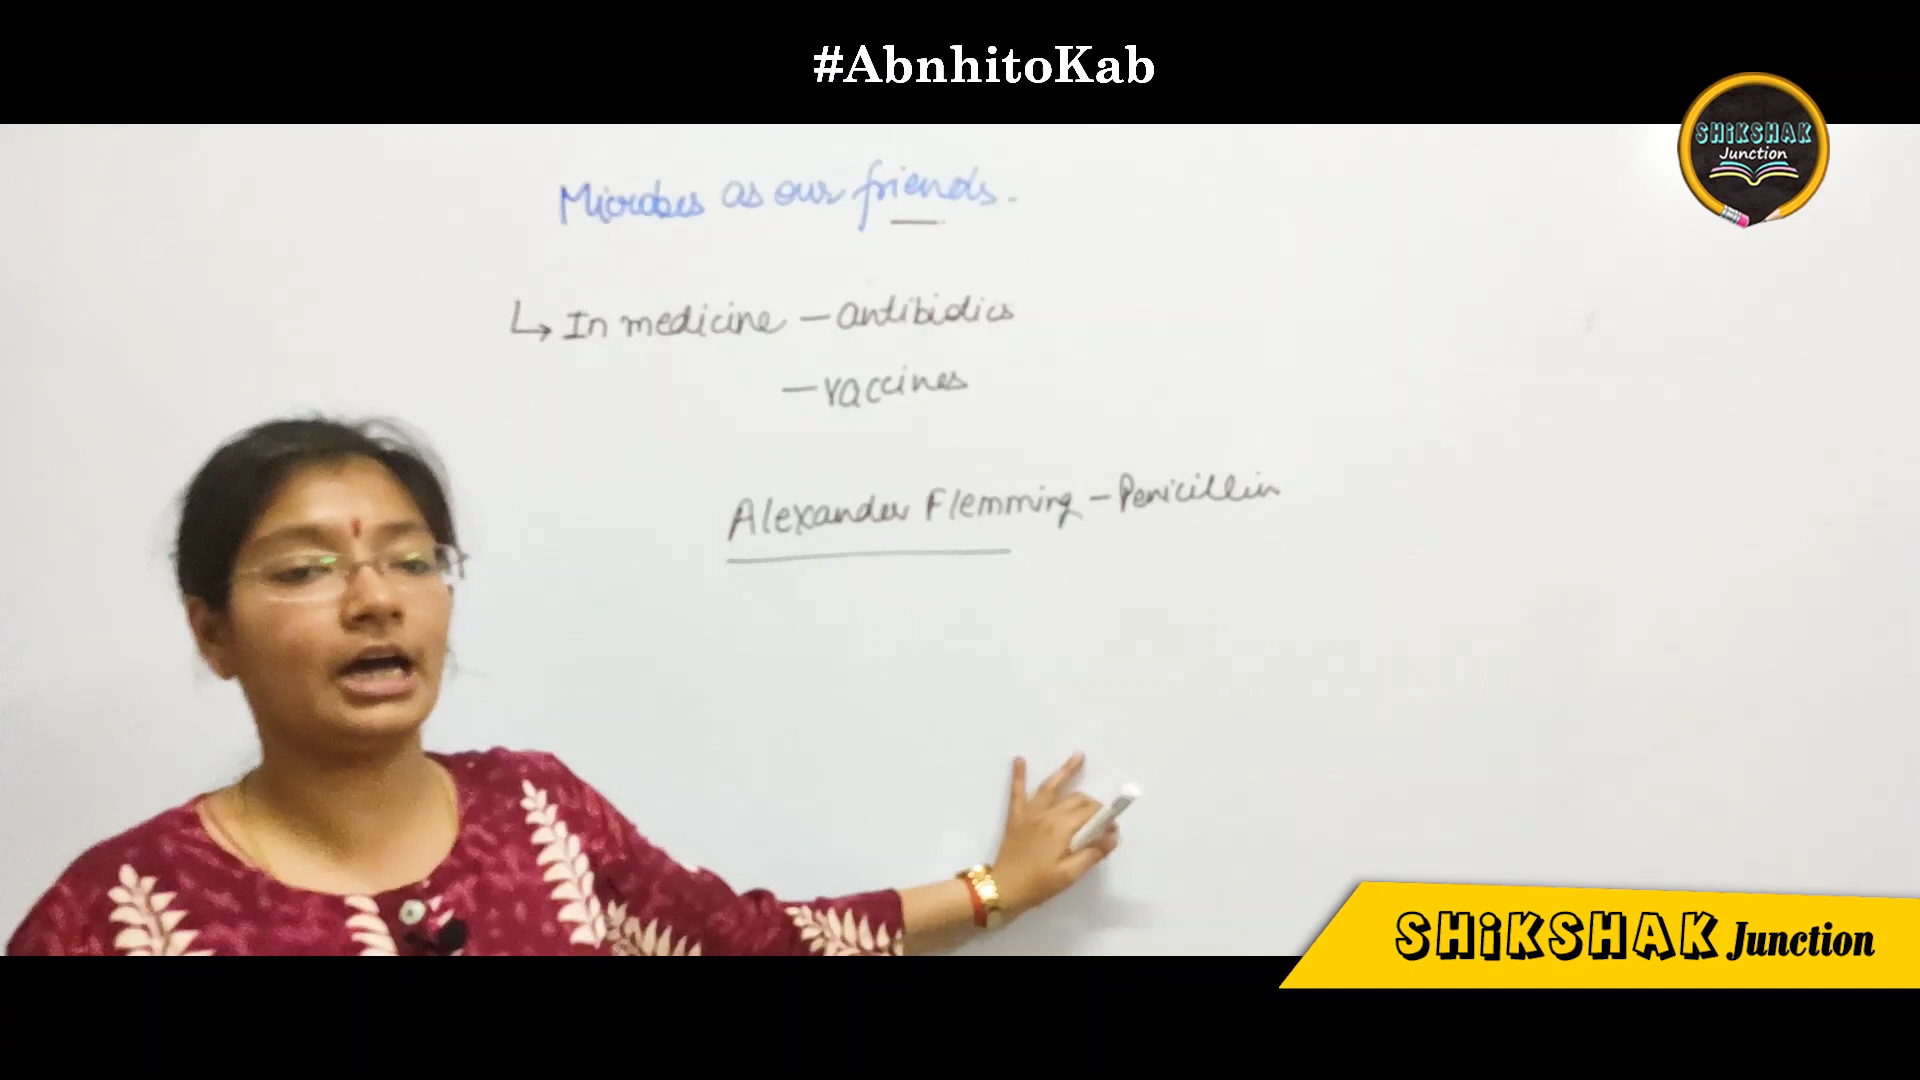 #AbnhitoKab
SHiKSHAK
Junction
Microbes as our friends.
↳ In medicine – antibiotics
– vaccines
Alexander Flemming – Penicillin
SHiKSHAK Junction